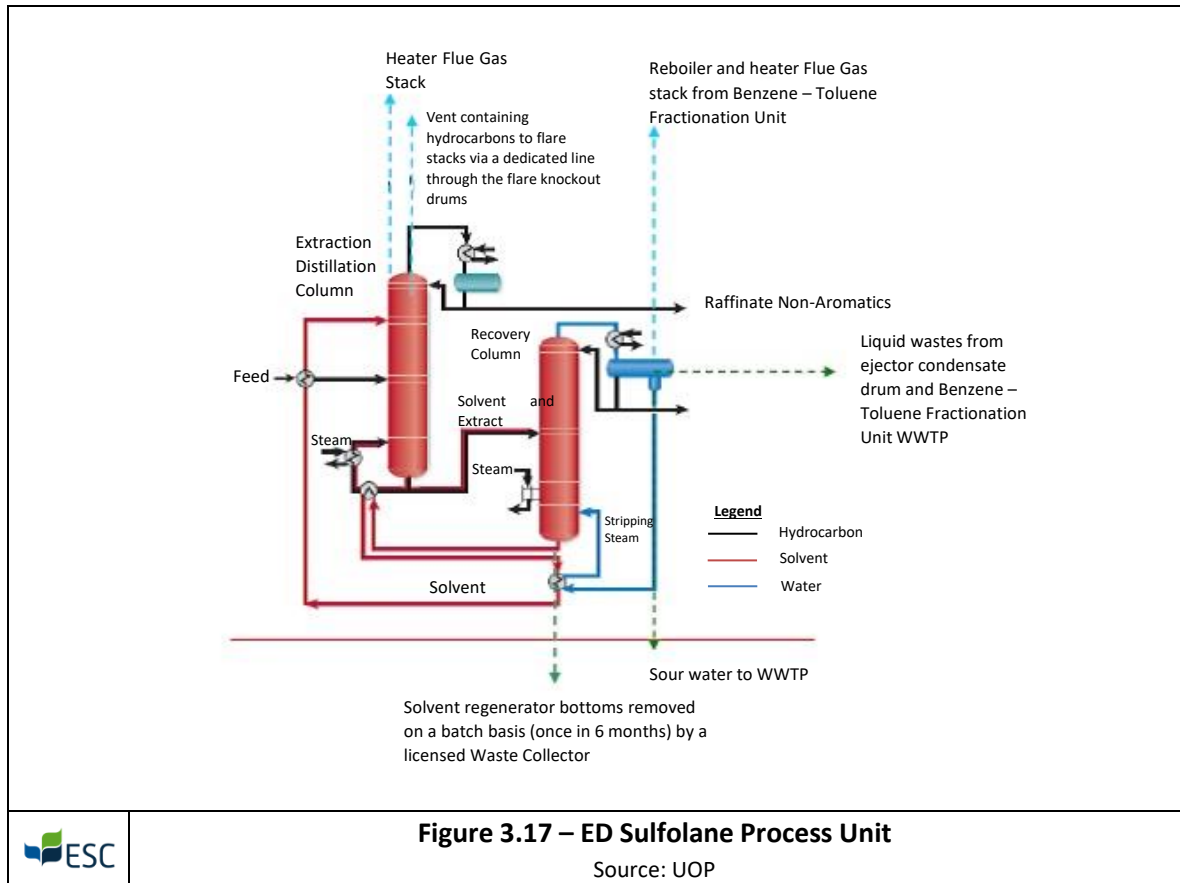 Heater Flue Gas
Stack
Reboiler and heater Flue Gas
stack from Benzene – Toluene
Fractionation Unit
Vent containing
hydrocarbons to flare
stacks via a dedicated line
through the flare knockout
drums
Extraction
Distillation
Column
Raffinate Non-Aromatics
Recovery
Column
Liquid wastes from
ejector condensate
drum and Benzene –
Toluene Fractionation
Unit WWTP
Feed
Solvent and
Extract
Steam
Steam
Legend
Hydrocarbon
Solvent
Water
Stripping
Steam
Solvent
Sour water to WWTP
Solvent regenerator bottoms removed
on a batch basis (once in 6 months) by a
licensed Waste Collector
ESC
Figure 3.17 – ED Sulfolane Process Unit
Source: UOP